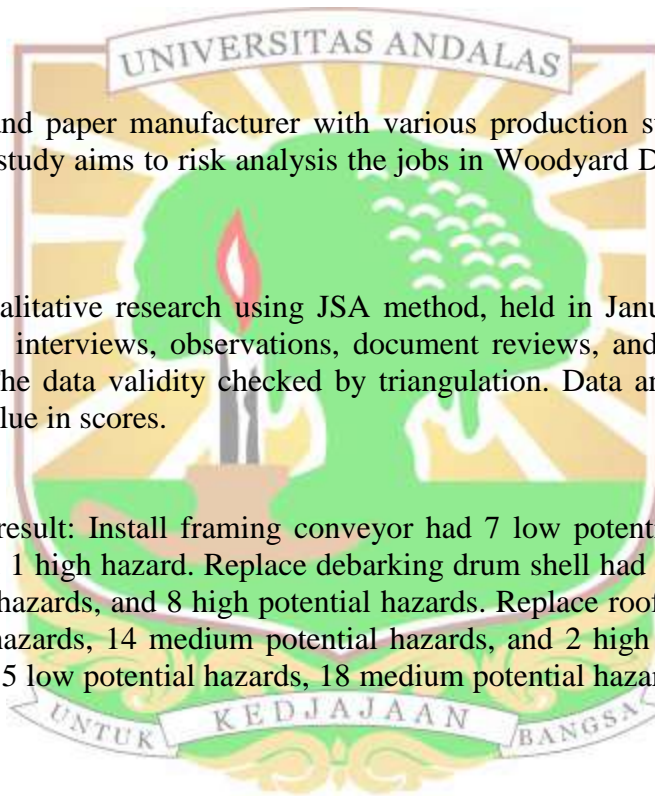 UNIVERSITAS ANDALAS
and paper manufacturer with various production s
study aims to risk analysis the jobs in Woodyard D
alitative research using JSA method, held in Janu
interviews, observations, document reviews, and
he data validity checked by triangulation. Data an
lue in scores.
result: Install framing conveyor had 7 low potenti
1 high hazard. Replace debarking drum shell had
hazards, and 8 high potential hazards. Replace roof
hazards, 14 medium potential hazards, and 2 high
5 low potential hazards, 18 medium potential hazar
UNTUK KEDJAJAAN BANGSA